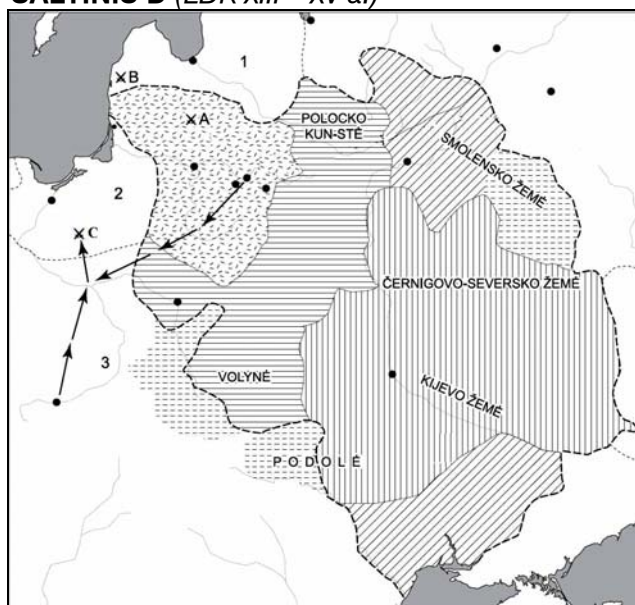 ŠALTINIS D (LDK XIII – XV a.)
1
B
A
POLOCKO
KUN-STĖ
SMOLENSKO ŽEMĖ
2
C
ČERNIGOVO-SEVERSKO ŽEMĖ
3
VOLYNĖ
KIJEVO ŽEMĖ
PODOLĖ